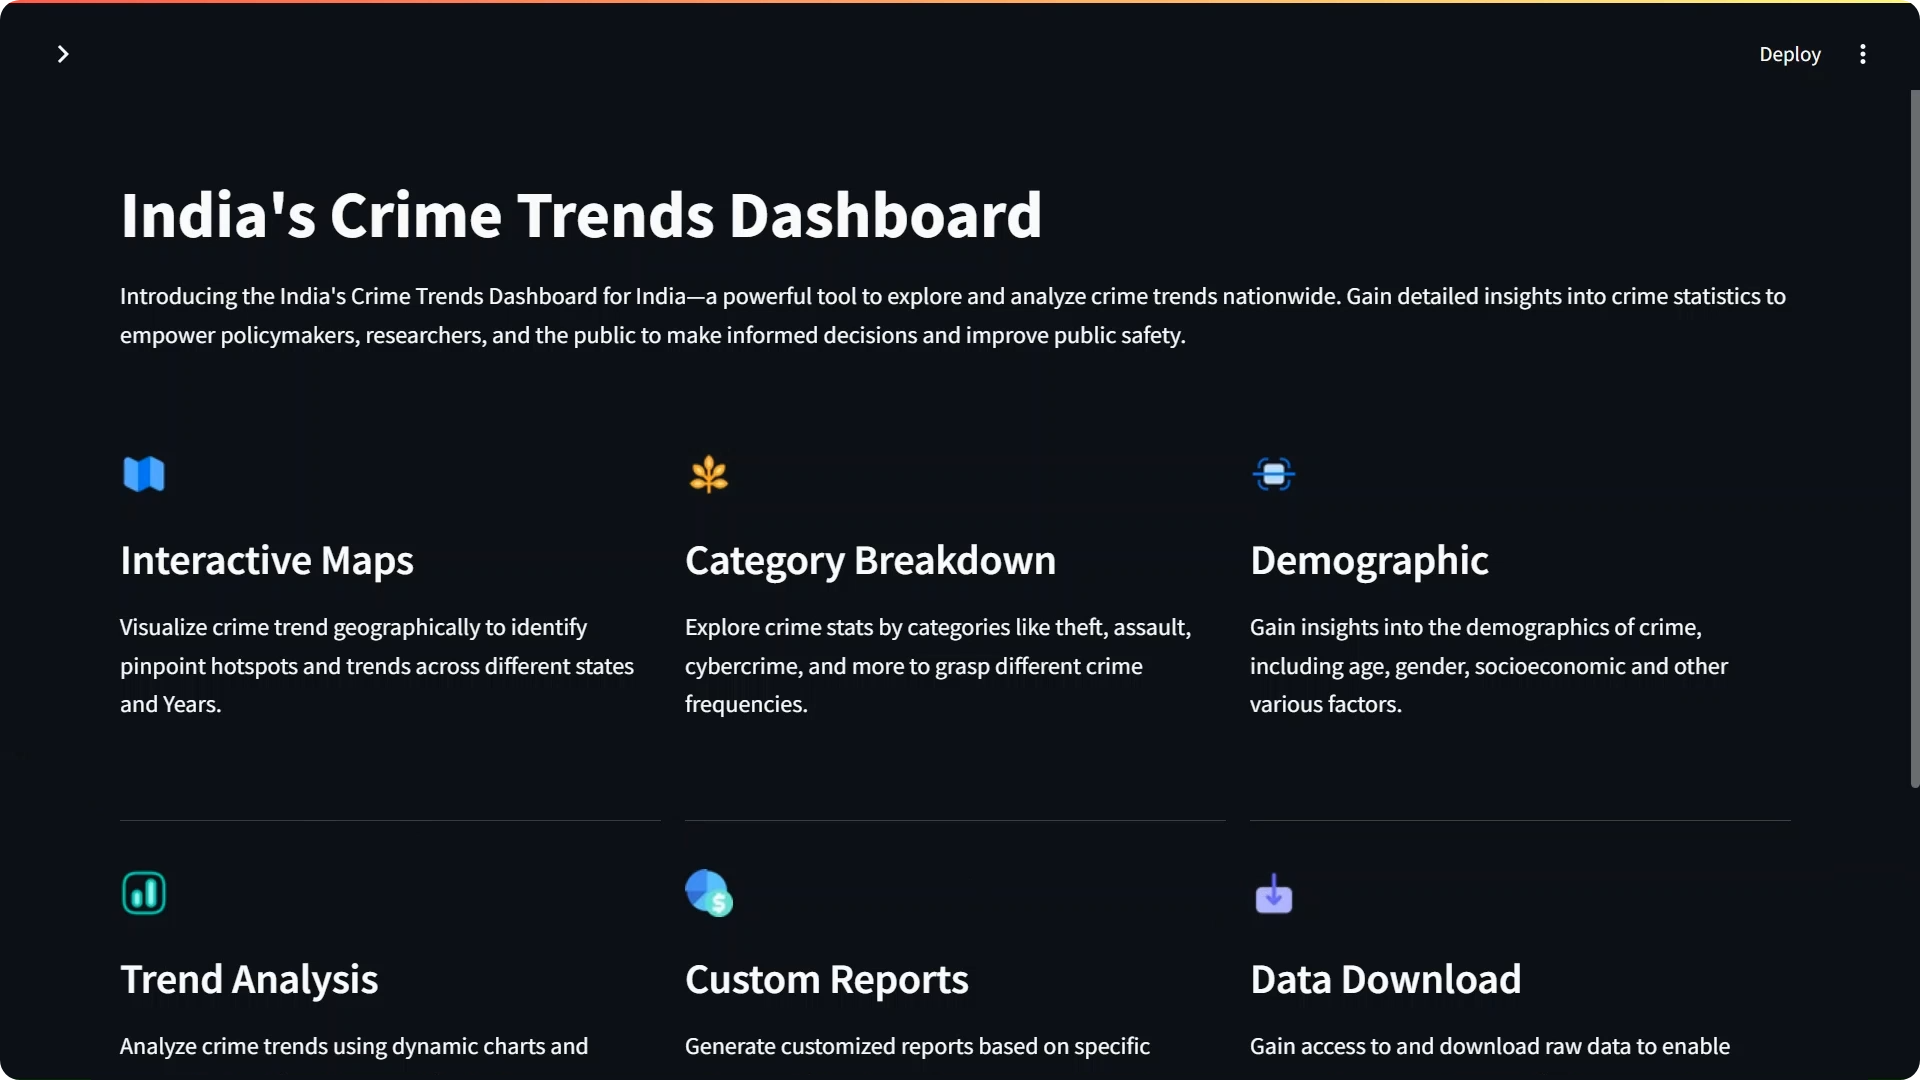 Deploy
India's Crime Trends Dashboard
Introducing the India's Crime Trends Dashboard for India—a powerful tool to explore and analyze crime trends nationwide. Gain detailed insights into crime statistics to
empower policymakers, researchers, and the public to make informed decisions and improve public safety.
Interactive Maps
Visualize crime trend geographically to identify
pinpoint hotspots and trends across different states
and Years.
Category Breakdown
Explore crime stats by categories like theft, assault,
cybercrime, and more to grasp different crime
frequencies.
Demographic
Gain insights into the demographics of crime,
including age, gender, socioeconomic and other
various factors.
Trend Analysis
Analyze crime trends using dynamic charts and
Custom Reports
Generate customized reports based on specific
Data Download
Gain access to and download raw data to enable